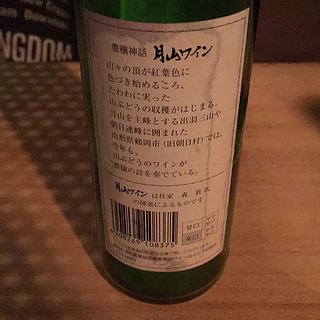 NGDOM
豊穣神話 月山ワイン
山々の頂が紅葉色に
色づき始めるころ、
たわわに実った
山ぶどうの収穫がはじまる。
月山を主峰とする出羽三山や
朝日連峰に囲まれた
山形県鶴岡市(旧朝日村)では、
今年も、
山ぶどうのワインが
豊穣の詩を奏でている。
月山ワイン は作家 森 敦氏
の揮毫によるものです
甘口
辛口
108375